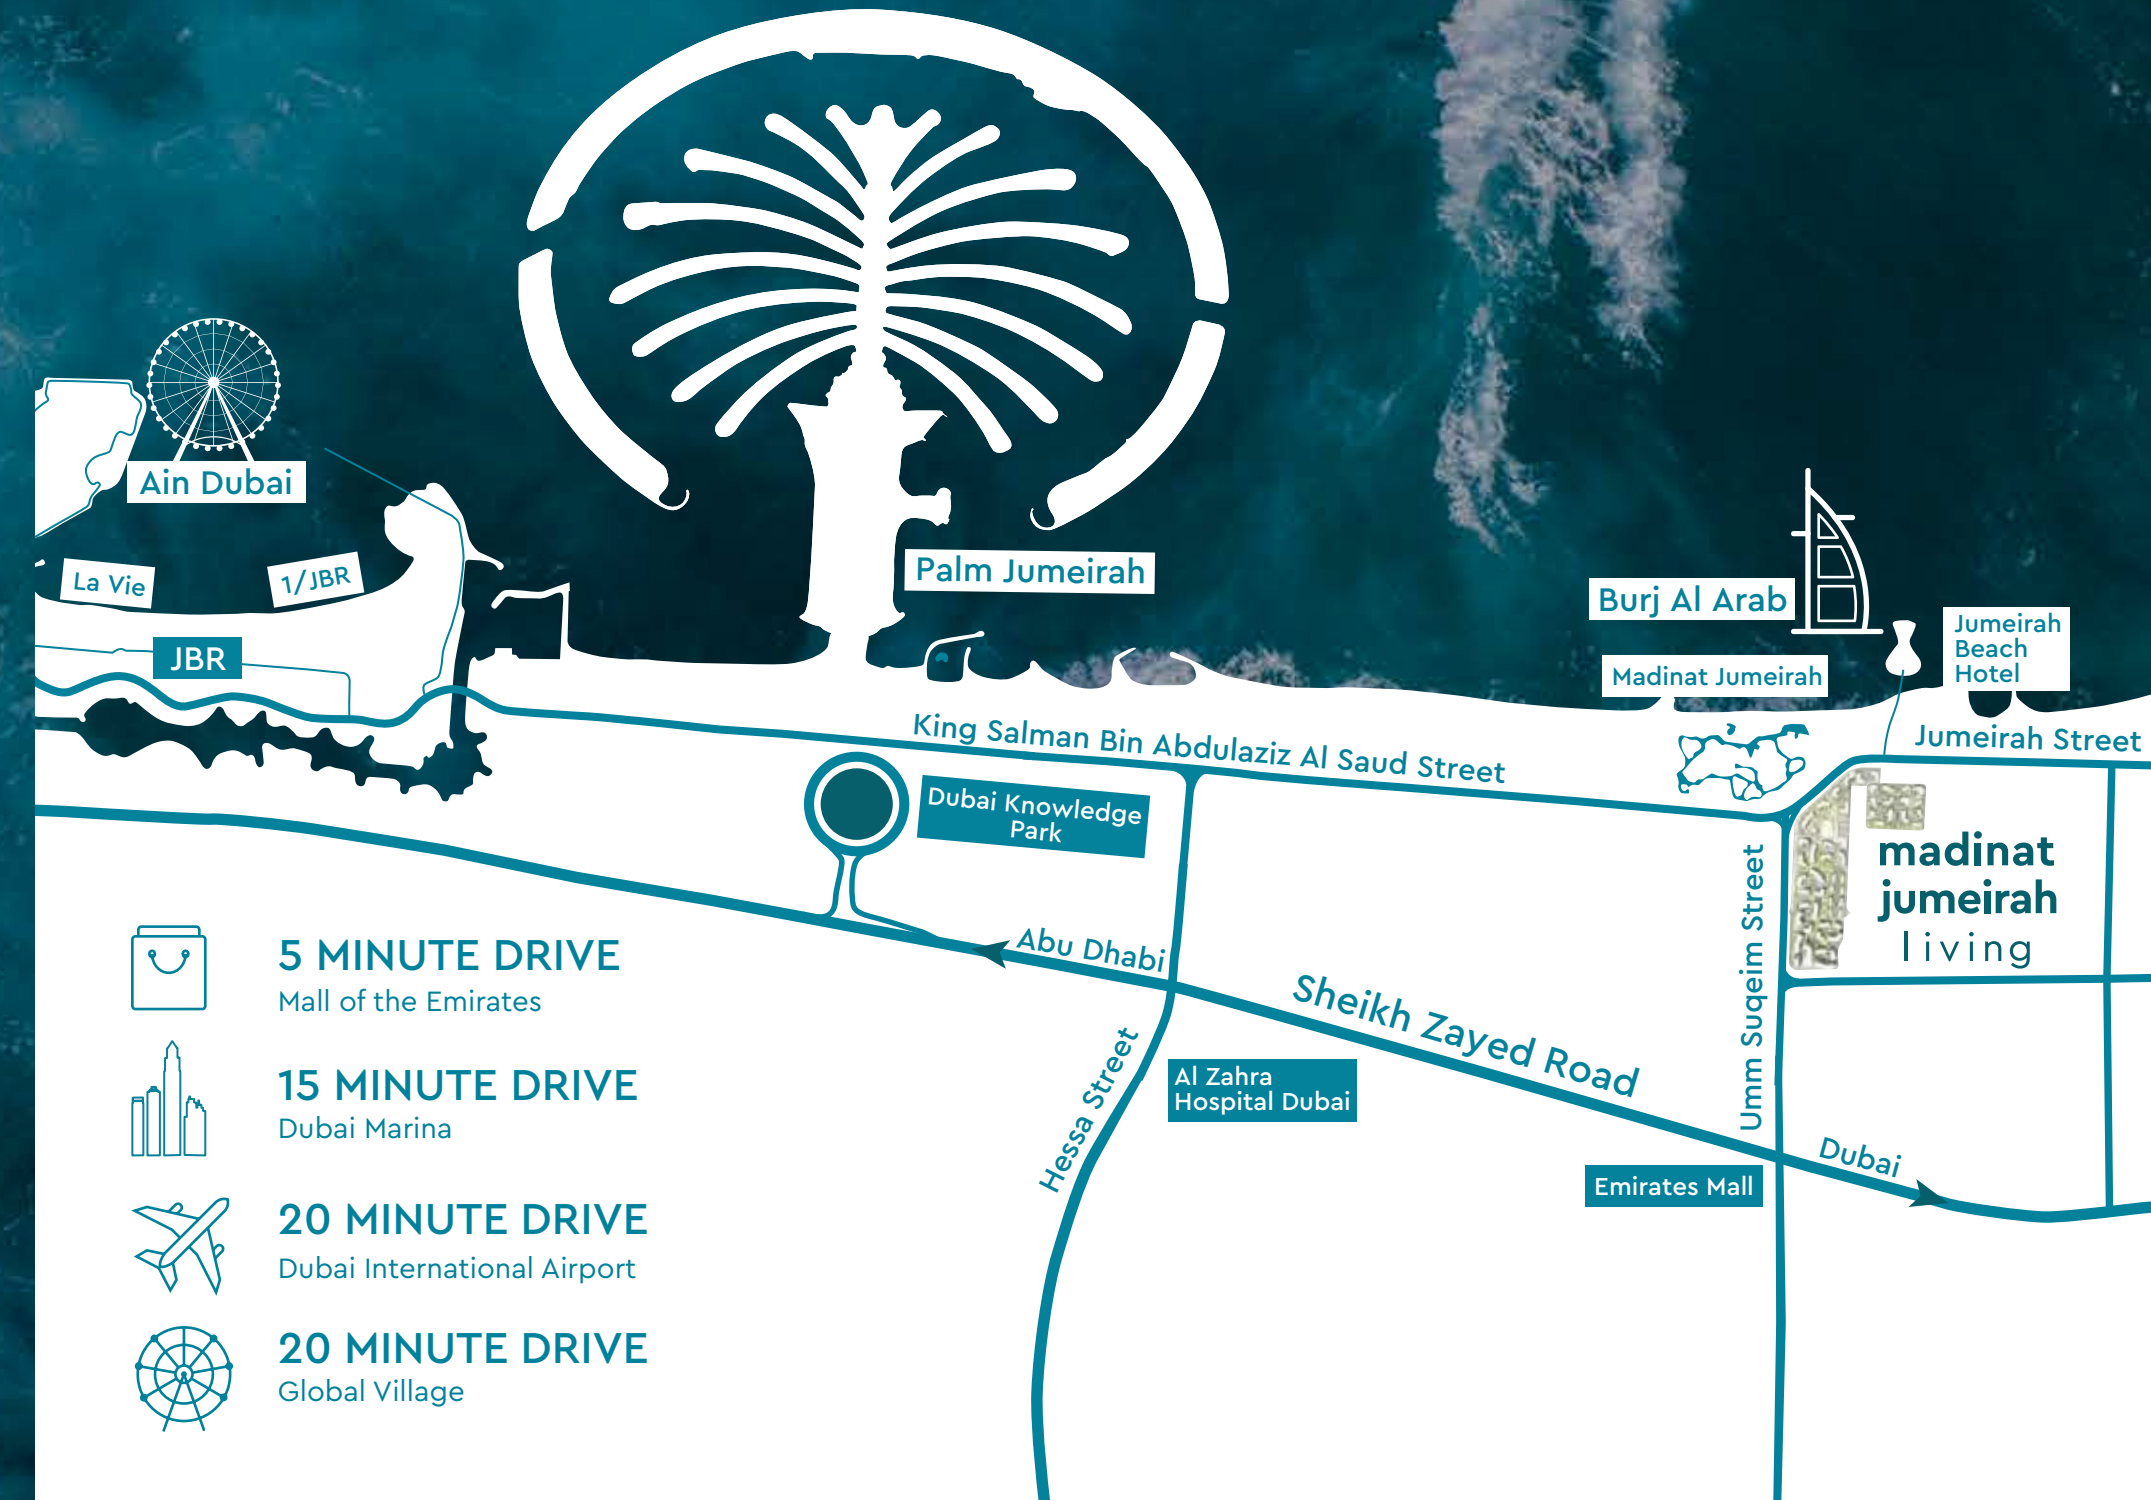 Ain Dubai
La Vie
1/JBR
JBR
Palm Jumeirah
Burj Al Arab
Jumeirah
Beach
Hotel
Madinat Jumeirah
King Salman Bin Abdulaziz Al Saud Street
Jumeirah Street
Dubai Knowledge
Park
madinat
jumeirah
living
Umm Suqeim Street
Abu Dhabi
Sheikh Zayed Road
Hessa Street
Al Zahra
Hospital Dubai
Dubai
Emirates Mall
5 MINUTE DRIVE
Mall of the Emirates
15 MINUTE DRIVE
Dubai Marina
20 MINUTE DRIVE
Dubai International Airport
20 MINUTE DRIVE
Global Village